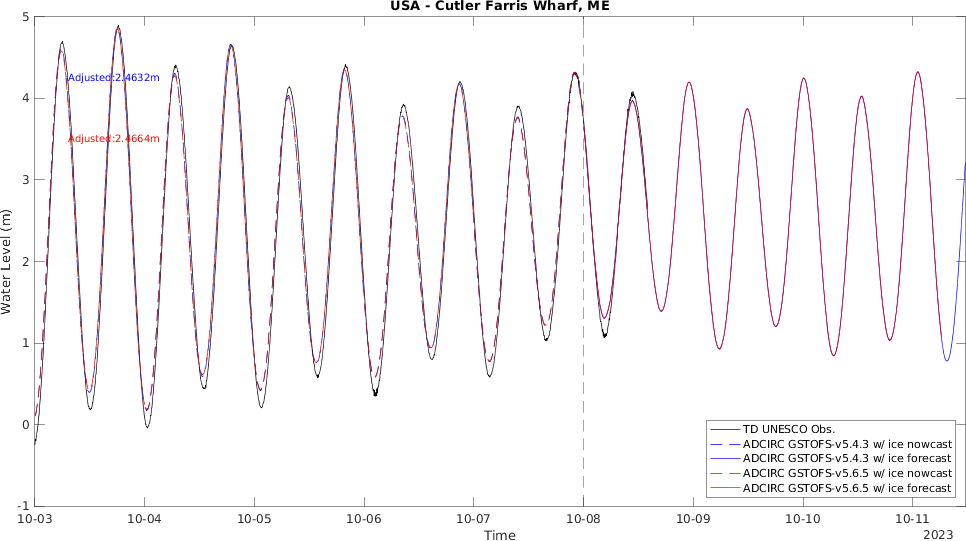 USA - Cutler Farris Wharf, ME
5
Adjusted:2.4632m
4
Adjusted:2.4664m
3
Water Level (m)
2
1
0
TD UNESCO Obs.
ADCIRC GSTOFS-v5.4.3 w/ ice nowcast
ADCIRC GSTOFS-v5.4.3 w/ ice forecast
ADCIRC GSTOFS-v5.6.5 w/ ice nowcast
ADCIRC GSTOFS-v5.6.5 w/ ice forecast
-1
10-03 10-04 10-05 10-06 10-07 10-08 10-09 10-10 10-11
Time
2023